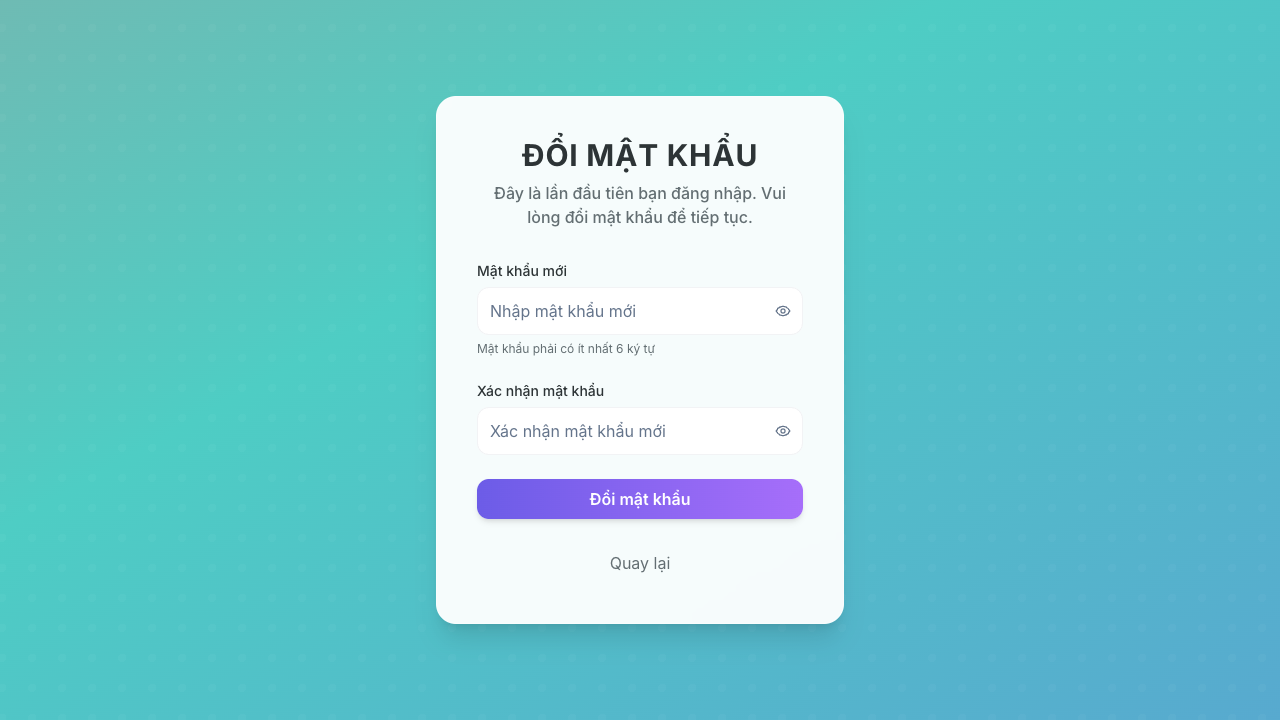 ĐỔI MẬT KHẨU
Đây là lần đầu tiên bạn đăng nhập. Vui
lòng đổi mật khẩu để tiếp tục.
Mật khẩu mới
Nhập mật khẩu mới
Mật khẩu phải có ít nhất 6 ký tự
Xác nhận mật khẩu
Xác nhận mật khẩu mới
Đổi mật khẩu
Quay lại